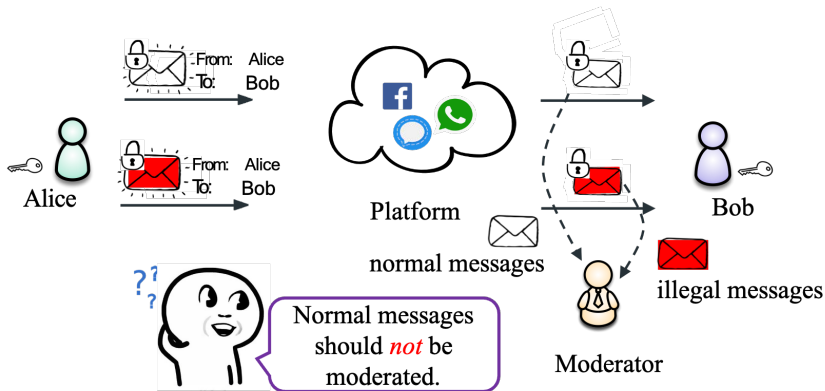 From: Alice
To: Bob
From: Alice
To: Bob
Alice
Platform
Bob
normal messages
illegal messages
Moderator
???
Normal messages
should not be
moderated.